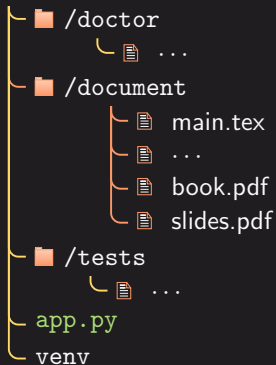 /doctor
...
/document
main.tex
...
book.pdf
slides.pdf
/tests
...
app.py
venv